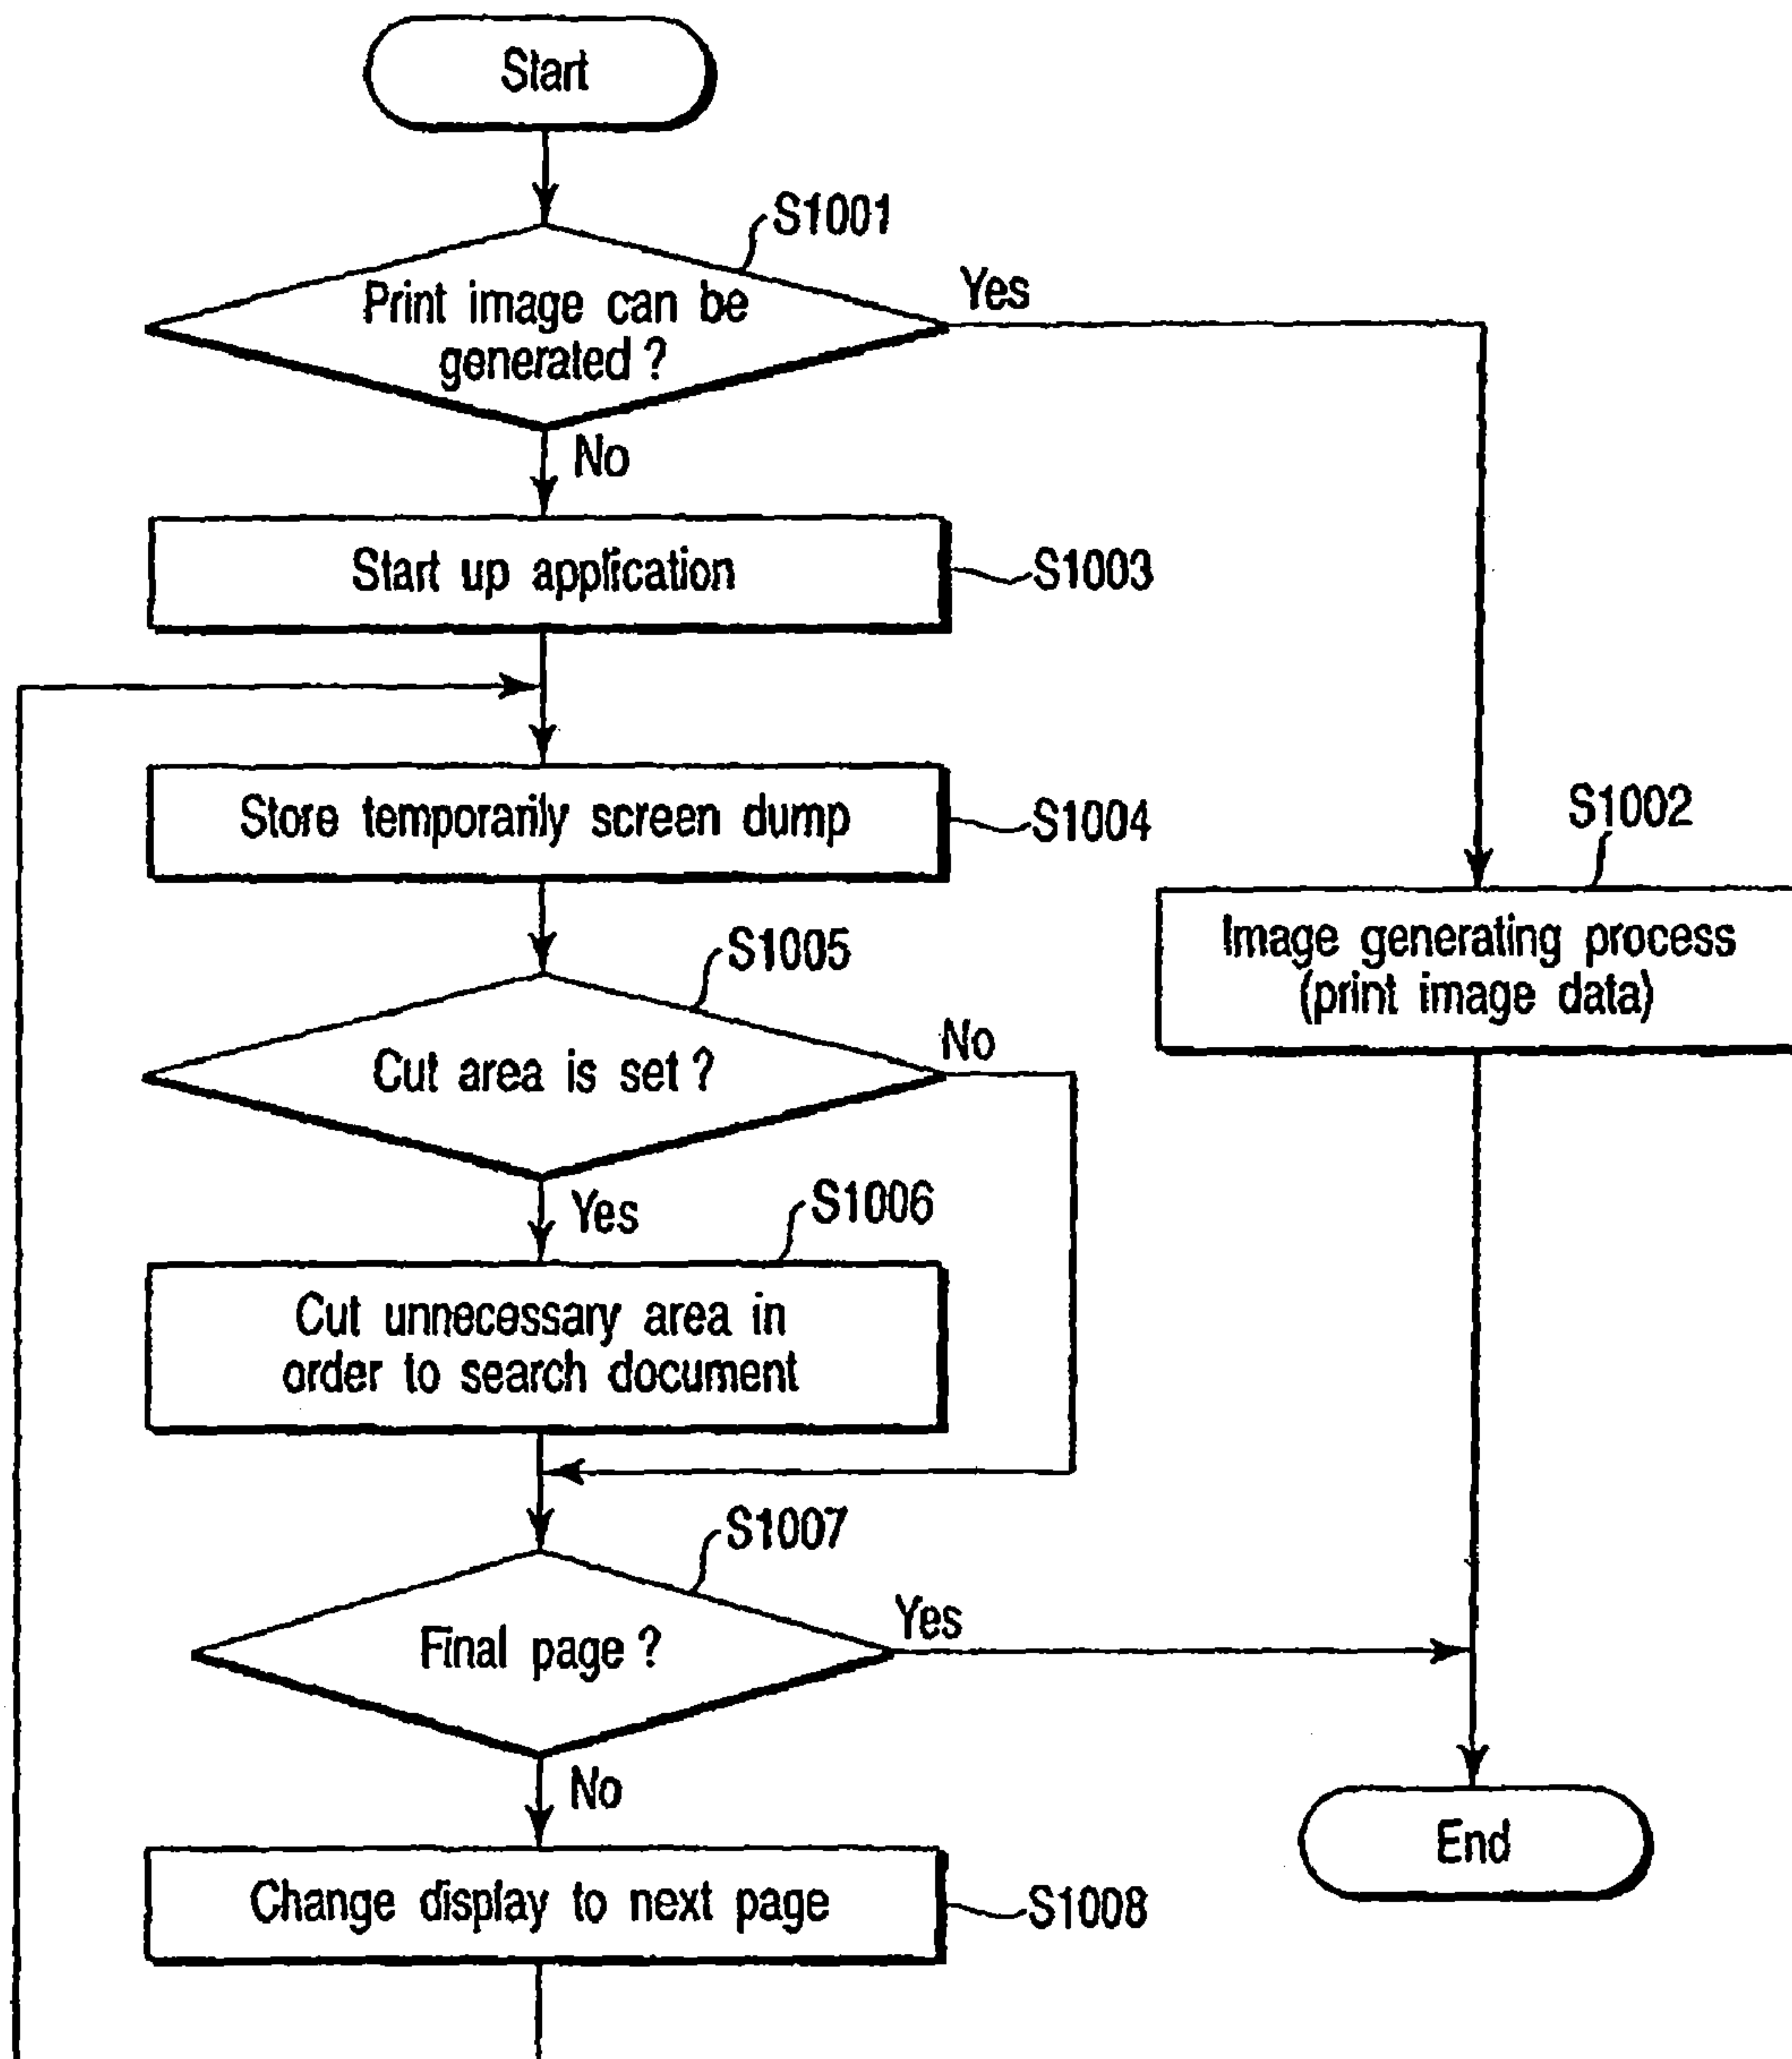 Start
S1001
Print image can be
generated ?
Yes
No
Start up application
S1003
Store temporarily screen dump
S1004
S1002
Image generating process
(print image data)
S1005
Cut area is set ?
No
Yes
S1006
Cut unnecessary area in
order to search document
S1007
Final page ?
Yes
No
End
Change display to next page
S1008